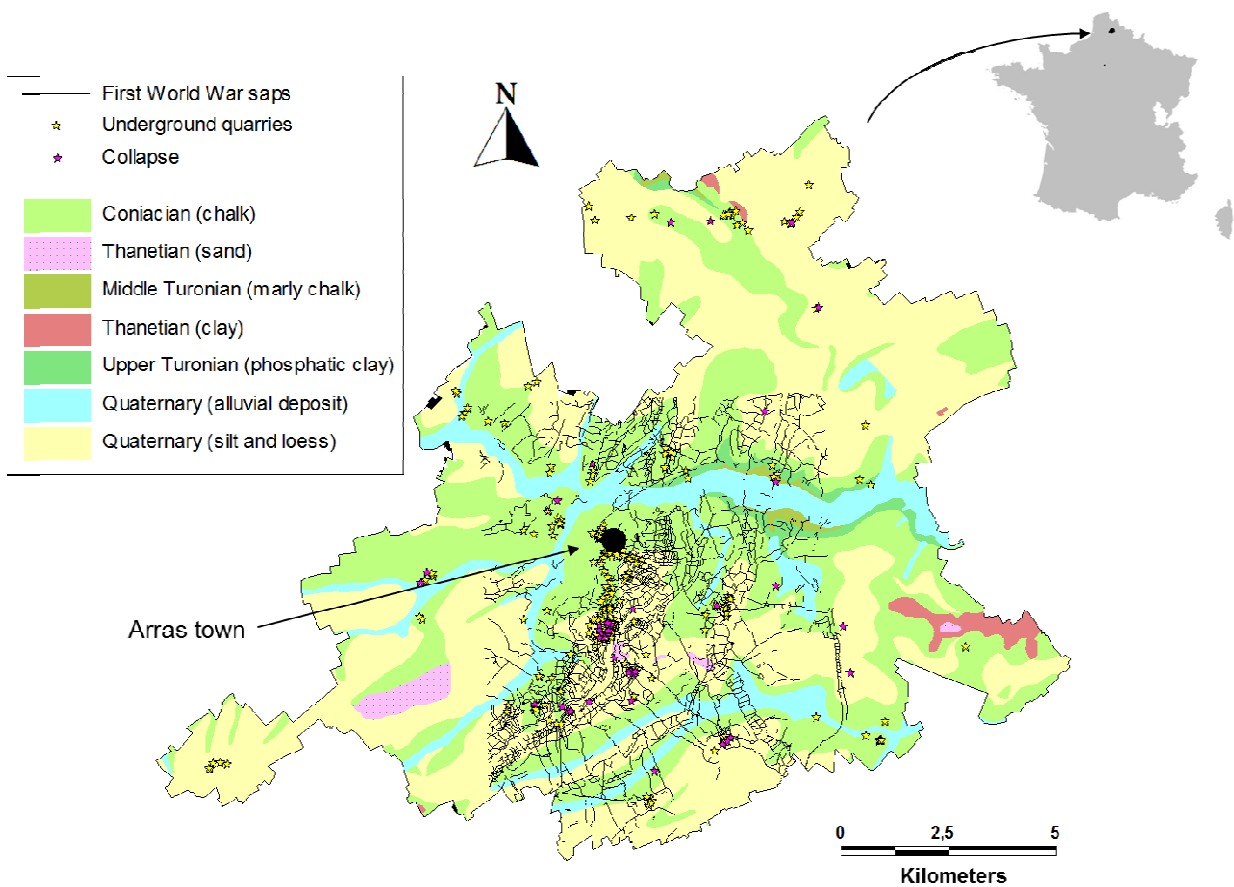 First World War saps
Underground quarries
Collapse
Coniacian (chalk)
Thanetian (sand)
Middle Turonian (marly chalk)
Thanetian (clay)
Upper Turonian (phosphatic clay)
Quaternary (alluvial deposit)
Quaternary (silt and loess)
N
Arras town
0 2,5 5
Kilometers